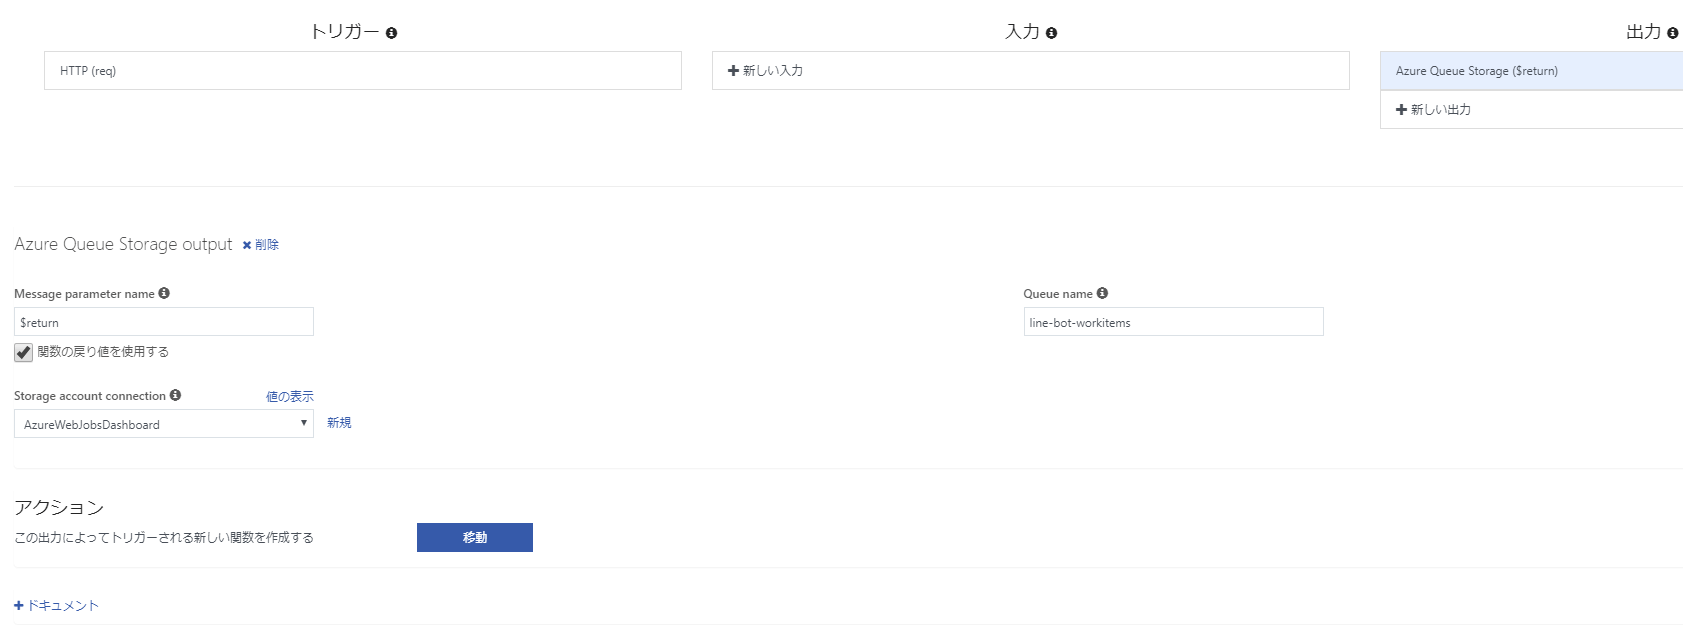 トリガー
入力
出力
HTTP (req)
新しい入力
Azure Queue Storage ($return)
新しい出力
Azure Queue Storage output
削除
Message parameter name
Queue name
$return
line-bot-workitems
関数の戻り値を使用する
Storage account connection
値の表示
AzureWebJobsDashboard
新規
アクション
この出力によってトリガーされる新しい関数を作成する
移動
ドキュメント